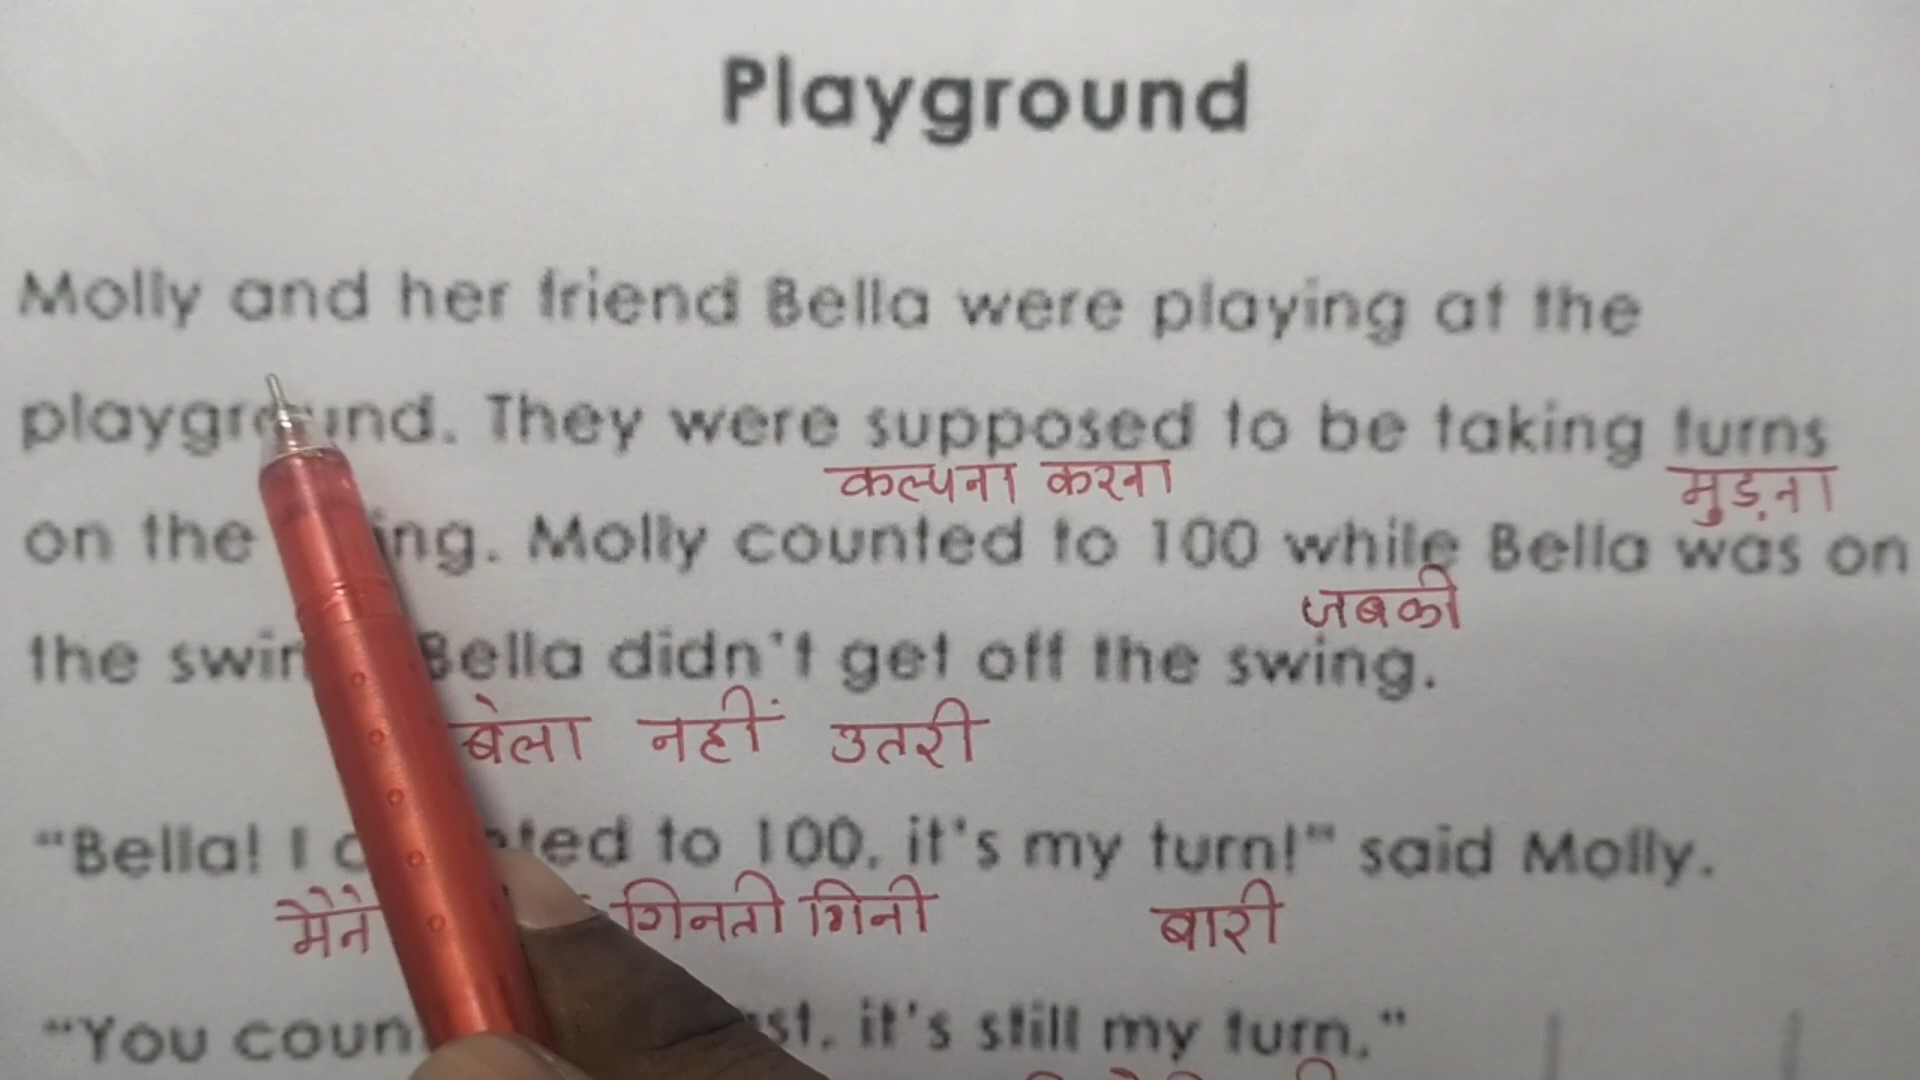 Playground
Molly and her friend Bella were playing at the
playground. They were supposed to be taking turns
कल्पना करना मुड़ना
on the ing. Molly counted to 100 while Bella was on
जबकी
the swin Bella didn't get off the swing.
बेला नहीं उतरी
"Bella! I c ted to 100, it's my turn!" said Molly.
मैने गिनती गिनी बारी
"You coun st, it's still my turn."